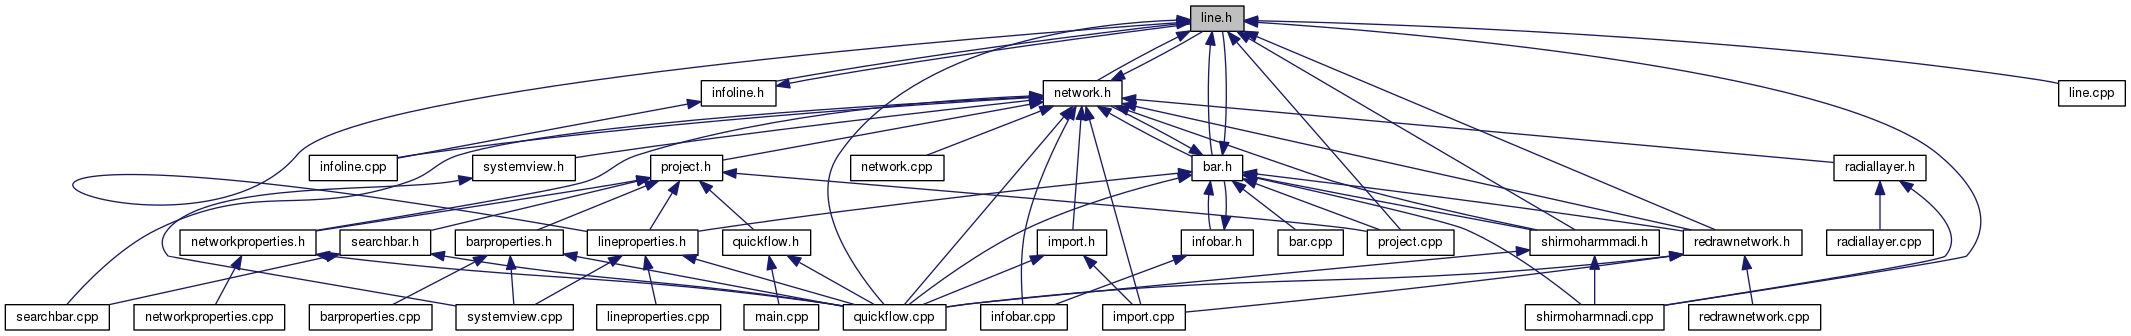 line.h
infoline.h
network.h
line.cpp
infoline.cpp
systemview.h
project.h
network.cpp
bar.h
radiallayer.h
networkproperties.h
searchbar.h
barproperties.h
lineproperties.h
quickflow.h
import.h
infobar.h
bar.cpp
project.cpp
shirmoharmmadi.h
redrawnetwork.h
radiallayer.cpp
searchbar.cpp
networkproperties.cpp
barproperties.cpp
systemview.cpp
lineproperties.cpp
main.cpp
quickflow.cpp
infobar.cpp
import.cpp
shirmoharmnadi.cpp
redrawnetwork.cpp